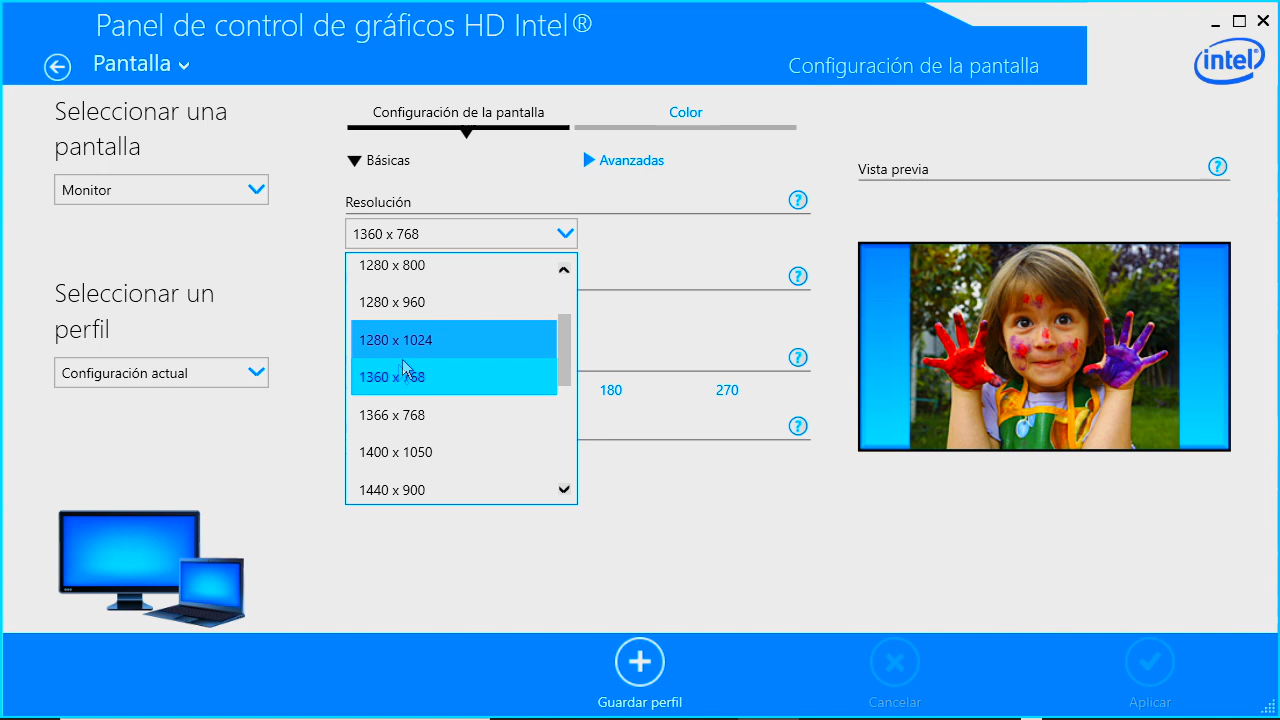 Panel de control de gráficos HD Intel®
Pantalla
Configuración de la pantalla
intel
Seleccionar una
pantalla
Monitor
Seleccionar un
perfil
Configuración actual
Configuración de la pantalla
Color
Básicas
Avanzadas
Resolución
?
1360 x 768
1280 x 800
1280 x 960
1280 x 1024
1360 x 768
1366 x 768
1400 x 1050
1440 x 900
?
?
180
270
?
Vista previa
?
Guardar perfil
Cancelar
Aplicar